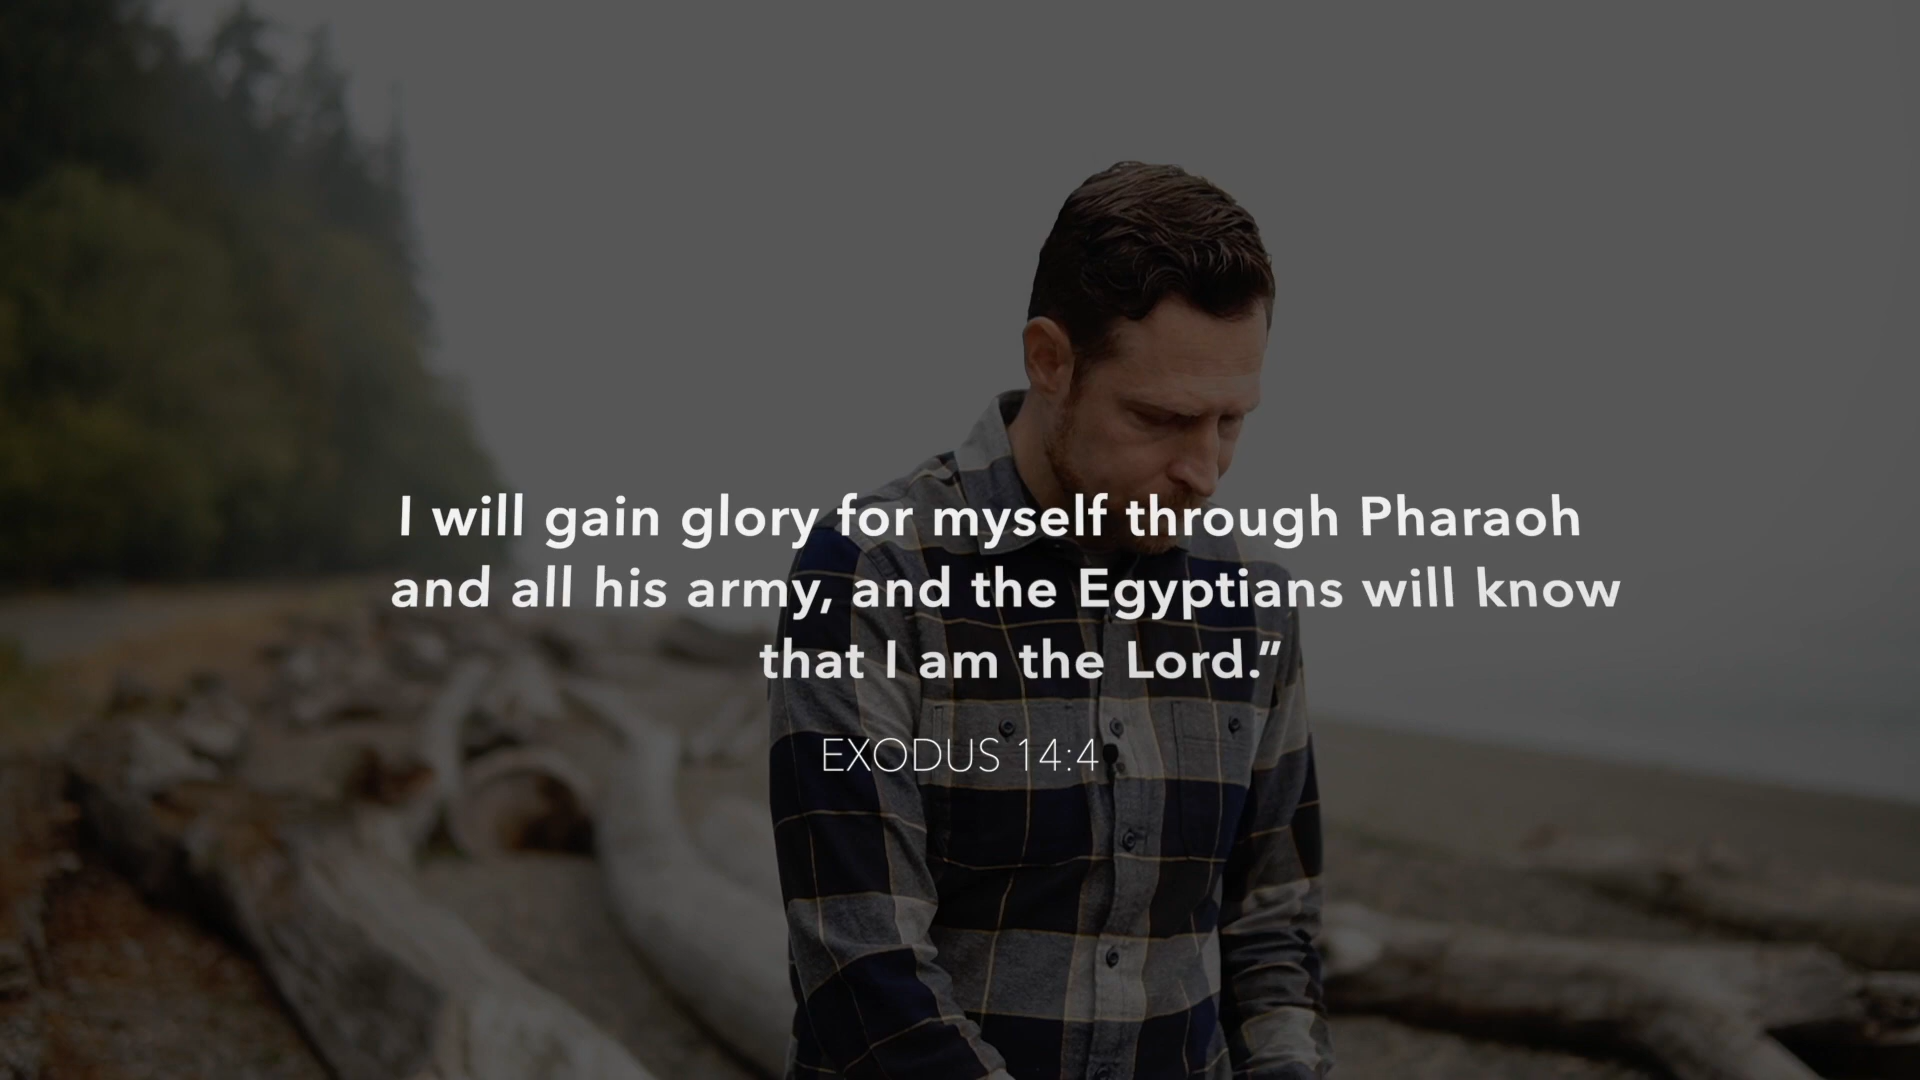 I will gain glory for myself through Pharaoh
and all his army, and the Egyptians will know
that I am the Lord.”
EXODUS 14:4